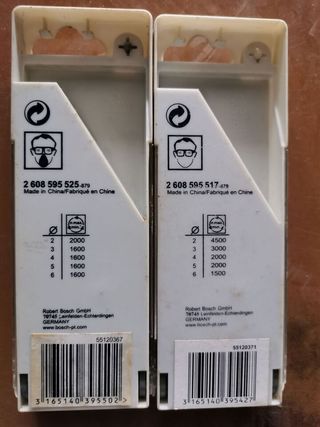 2 608 595 525-879
Made in China/Fabriqué en Chine
Ø
2 2000
3 1600
4 1600
5 1600
6 1600
Robert Bosch GmbH
70745 Leinfelden-Echterdingen
GERMANY
www.bosch-pt.com
55120367
3 165140 395502 >
2 608 595 517-879
Made in China/Fabriqué en Chine
Ø
2 4500
3 3000
4 2000
5 2000
6 1500
Robert Bosch GmbH
70745 Leinfelden-Echterdingen
GERMANY
www.bosch-pt.com
55120371
3 165140 395427 >